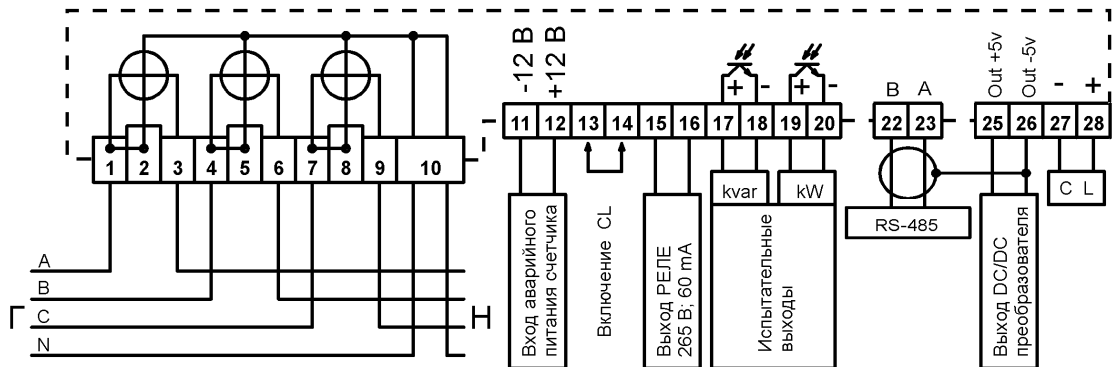 -12 В
+12 В
Out +5v
Out -5v
- +
+ -
+ -
B A
1 2 3 4 5 6 7 8 9 10
11 12 13 14 15 16 17 18 19 20
22 23
25 26 27 28
kvar
kW
C L
RS-485
A
B
C
N
Г
Н
Вход аварийного
питания счетчика
Включение CL
Выход РЕЛЕ
265 В; 60 mA
Испытательные
выходы
Выход DC/DC
преобразователя